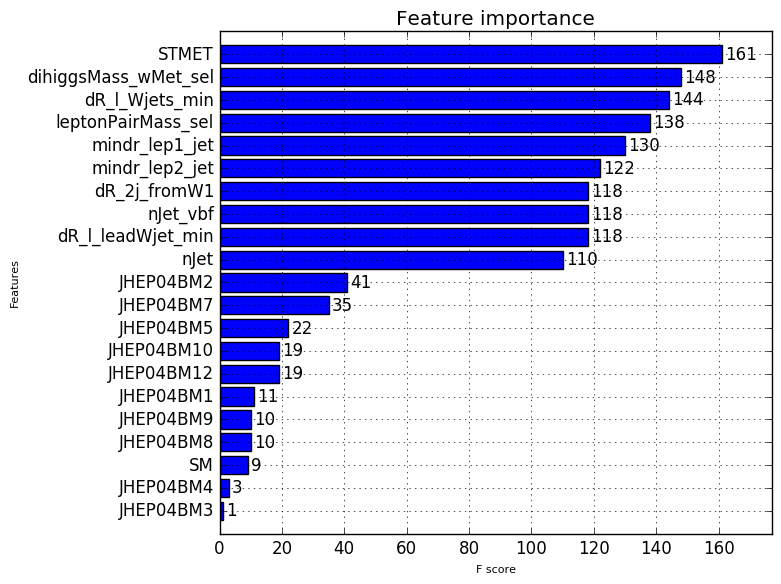 Feature importance
STMET 161
dihiggsMass_wMet_sel 148
dR_l_Wjets_min 144
leptonPairMass_sel 138
mindr_lep1_jet 130
mindr_lep2_jet 122
dR_2j_fromW1 118
nJet_vbf 118
dR_l_leadWjet_min 118
nJet 110
JHEP04BM2 41
JHEP04BM7 35
JHEP04BM5 22
JHEP04BM10 19
JHEP04BM12 19
JHEP04BM1 11
JHEP04BM9 10
JHEP04BM8 10
SM 9
JHEP04BM4 3
JHEP04BM3 1
Features
0 20 40 60 80 100 120 140 160
F score